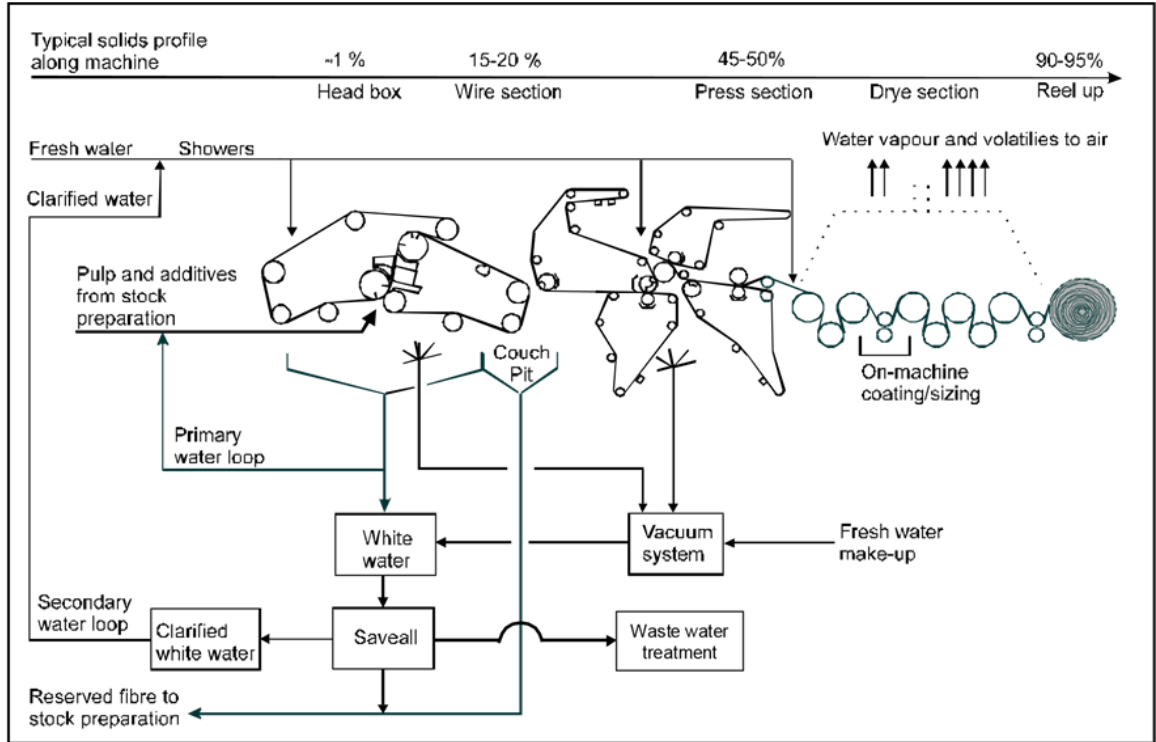 Typical solids profile
along machine
~1 %
15-20 %
45-50%
90-95%
Head box
Wire section
Press section
Drye section
Reel up
Fresh water
Showers
Water vapour and volatilies to air
Clarified water
Pulp and additives
from stock
preparation
Couch
Pit
On-machine
coating/sizing
Primary
water loop
White
water
Vacuum
system
Fresh water
make-up
Secondary
water loop
Clarified
white water
Saveall
Waste water
treatment
Reserved fibre to
stock preparation